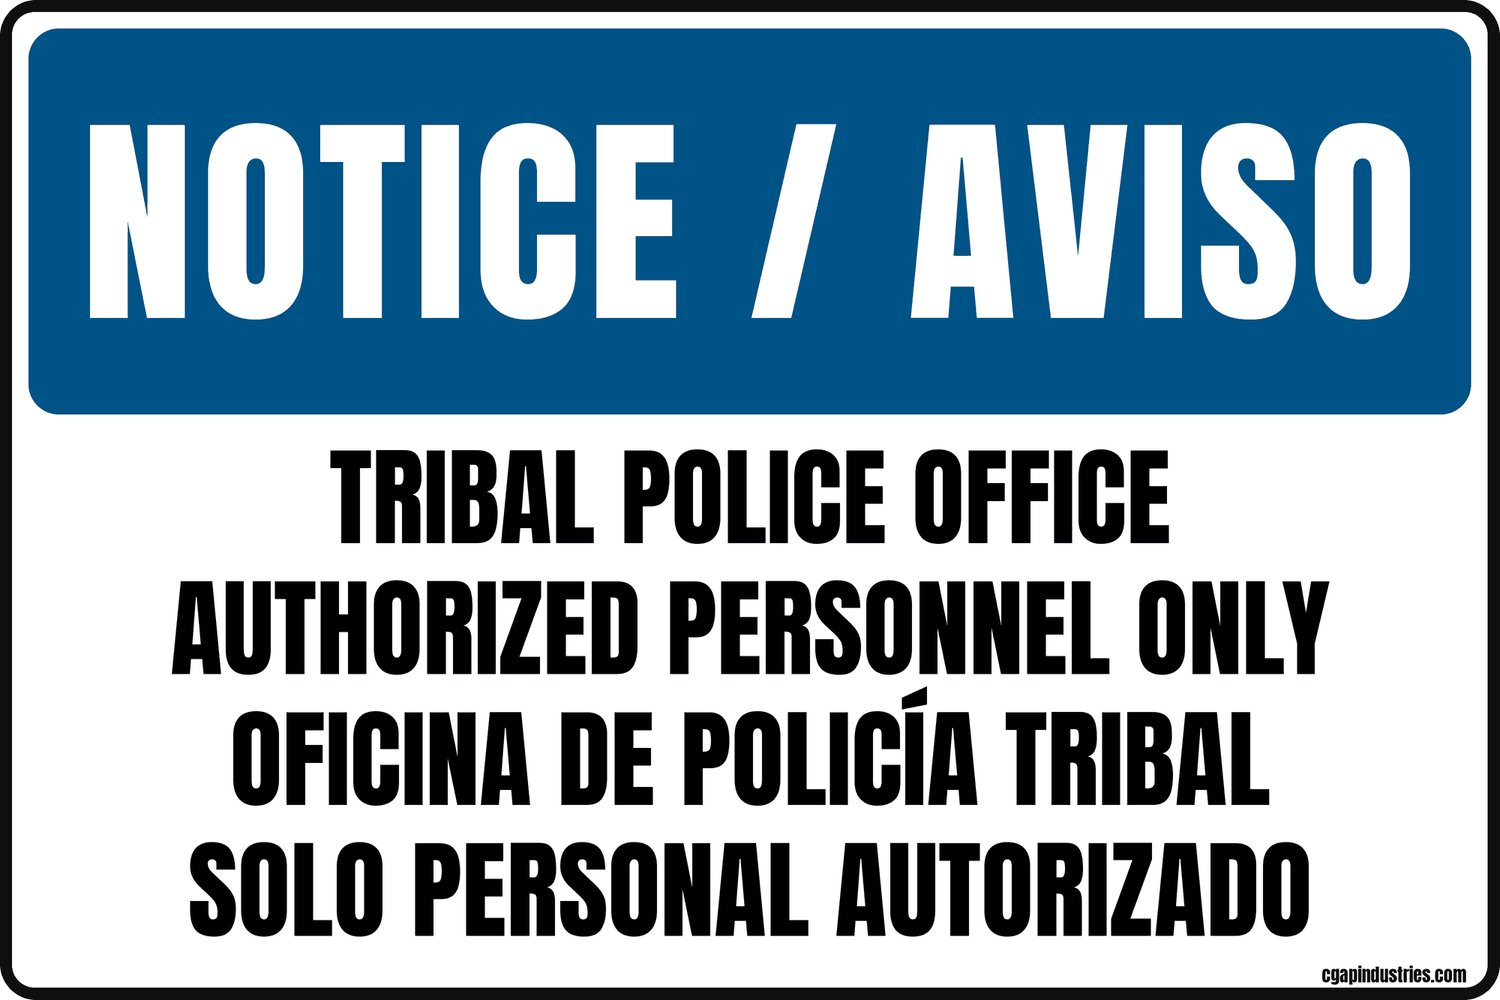 NOTICE / AVISO
TRIBAL POLICE OFFICE
AUTHORIZED PERSONNEL ONLY
OFICINA DE POLICÍA TRIBAL
SOLO PERSONAL AUTORIZADO
cgapindustries.com